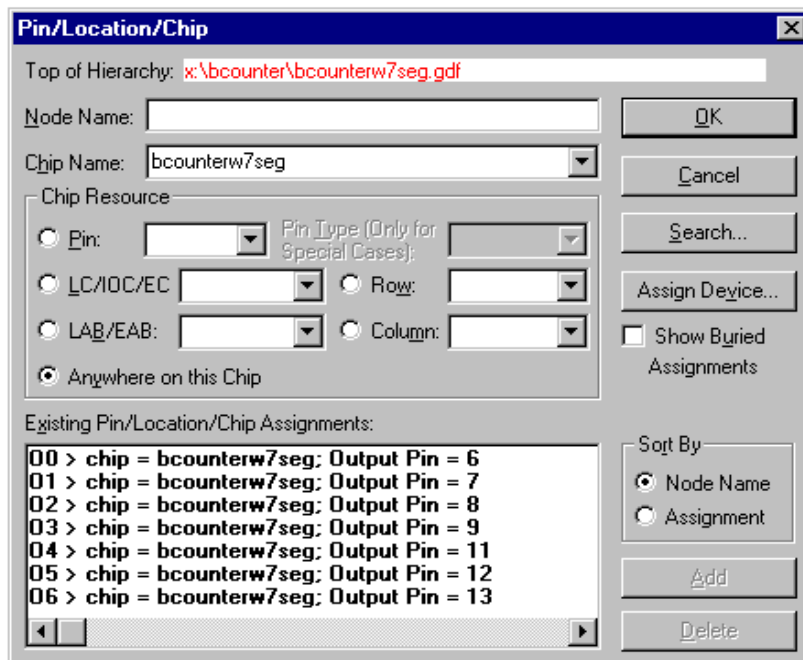 Pin/Location/Chip
Top of Hierarchy: x:\bcounter\bcounterw7seg.gdf
Node Name:
OK
Chip Name: bcounterw7seg
Cancel
Chip Resource
Pin:
Pin Type (Only for
Special Cases):
Search...
LC/IOC/EC
Row:
Assign Device...
LAB/EAB:
Column:
Show Buried
Assignments
Anywhere on this Chip
Existing Pin/Location/Chip Assignments:
O0 > chip = bcounterw7seg; Output Pin = 6
O1 > chip = bcounterw7seg; Output Pin = 7
O2 > chip = bcounterw7seg; Output Pin = 8
O3 > chip = bcounterw7seg; Output Pin = 9
O4 > chip = bcounterw7seg; Output Pin = 11
O5 > chip = bcounterw7seg; Output Pin = 12
O6 > chip = bcounterw7seg; Output Pin = 13
Sort By
Node Name
Assignment
Add
Delete